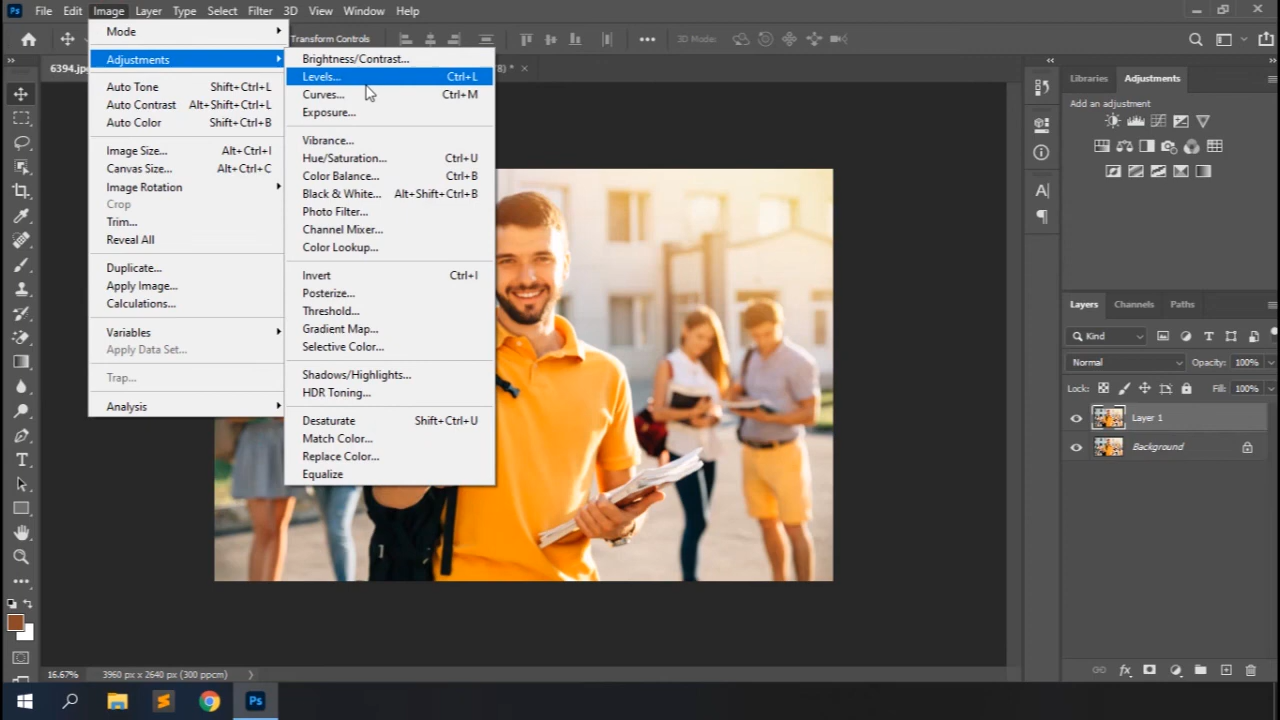 Ps File Edit Image Layer Type Select Filter 3D View Window Help
Transform Controls
3D Mode:
6394.jp
8) * ×
Mode
Adjustments
Auto Tone Shift+Ctrl+L
Auto Contrast Alt+Shift+Ctrl+L
Auto Color Shift+Ctrl+B
Image Size... Alt+Ctrl+I
Canvas Size... Alt+Ctrl+C
Image Rotation
Crop
Trim...
Reveal All
Duplicate...
Apply Image...
Calculations...
Variables
Apply Data Set...
Trap...
Analysis
Brightness/Contrast...
Levels... Ctrl+L
Curves... Ctrl+M
Exposure...
Vibrance...
Hue/Saturation... Ctrl+U
Color Balance... Ctrl+B
Black & White... Alt+Shift+Ctrl+B
Photo Filter...
Channel Mixer...
Color Lookup...
Invert Ctrl+I
Posterize...
Threshold...
Gradient Map...
Selective Color...
Shadows/Highlights...
HDR Toning...
Desaturate Shift+Ctrl+U
Match Color...
Replace Color...
Equalize
Libraries Adjustments
Add an adjustment
Layers Channels Paths
Kind
Normal Opacity: 100%
Lock: Fill: 100%
Layer 1
Background
16.67% 3960 px x 2640 px (300 ppcm)
Ps